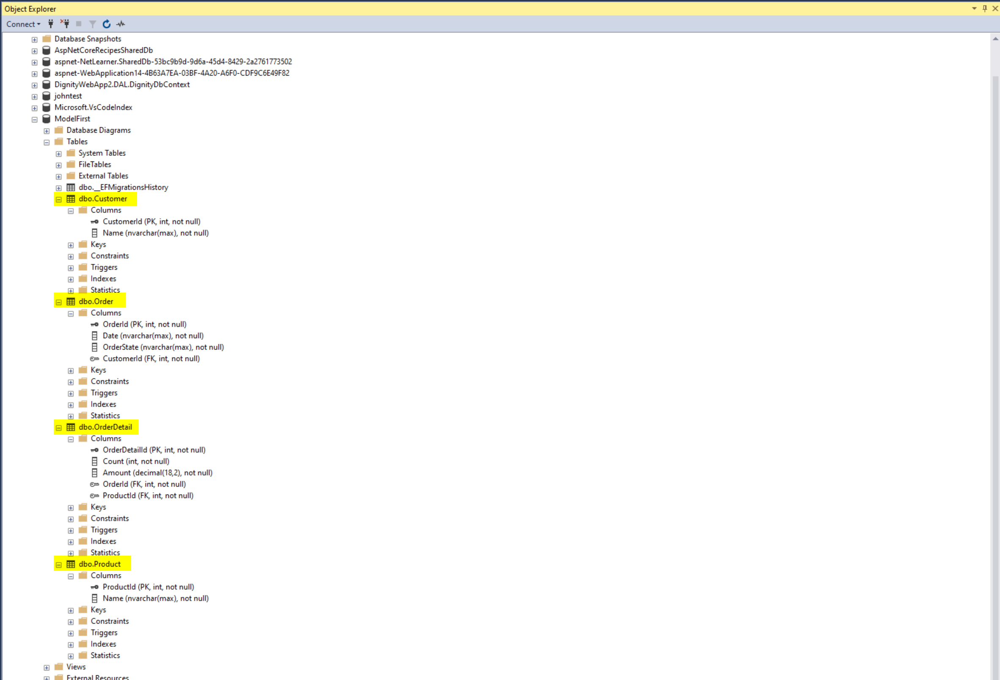 Object Explorer
Connect
Database Snapshots
AspNetCoreRecipesSharedDb
aspnet-NetLearner.SharedDb-53bc9b9d-9d6a-45d4-8429-2a2761773502
aspnet-WebApplication14-4B63A7EA-03BF-4A20-A6F0-CDF9C6E49F82
DignityWebApp2.DAL.DignityDbContext
johntest
Microsoft.VsCodeIndex
ModelFirst
Database Diagrams
Tables
System Tables
FileTables
External Tables
dbo.__EFMigrationsHistory
dbo.Customer
Columns
CustomerId (PK, int, not null)
Name (nvarchar(max), not null)
Keys
Constraints
Triggers
Indexes
Statistics
dbo.Order
Columns
OrderId (PK, int, not null)
Date (nvarchar(max), not null)
OrderState (nvarchar(max), not null)
CustomerId (FK, int, not null)
Keys
Constraints
Triggers
Indexes
Statistics
dbo.OrderDetail
Columns
OrderDetailId (PK, int, not null)
Count (int, not null)
Amount (decimal(18,2), not null)
OrderId (FK, int, not null)
ProductId (FK, int, not null)
Keys
Constraints
Triggers
Indexes
Statistics
dbo.Product
Columns
ProductId (PK, int, not null)
Name (nvarchar(max), not null)
Keys
Constraints
Triggers
Indexes
Statistics
Views
External Resources